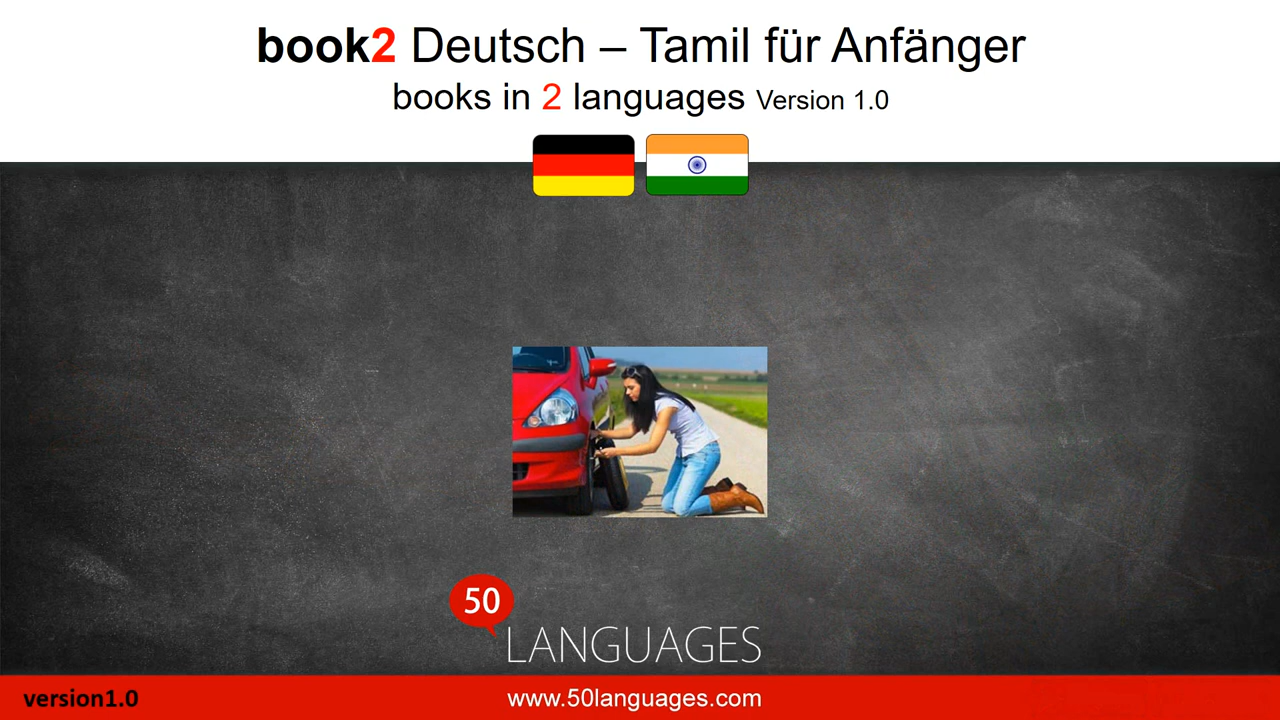 book2 Deutsch – Tamil für Anfänger
books in 2 languages Version 1.0
50
LANGUAGES
version1.0
www.50languages.com